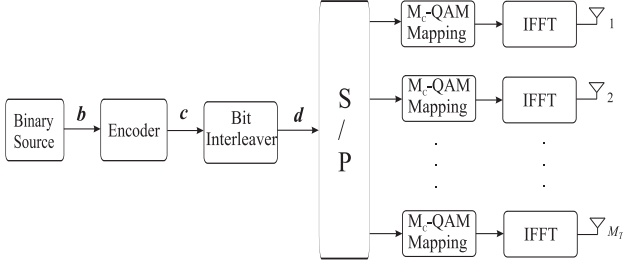 Binary
Source
b
Encoder
c
Bit
Interleaver
d
S
/
P
M_C-QAM
Mapping
IFFT
1
M_C-QAM
Mapping
IFFT
2
M_C-QAM
Mapping
IFFT
M_T